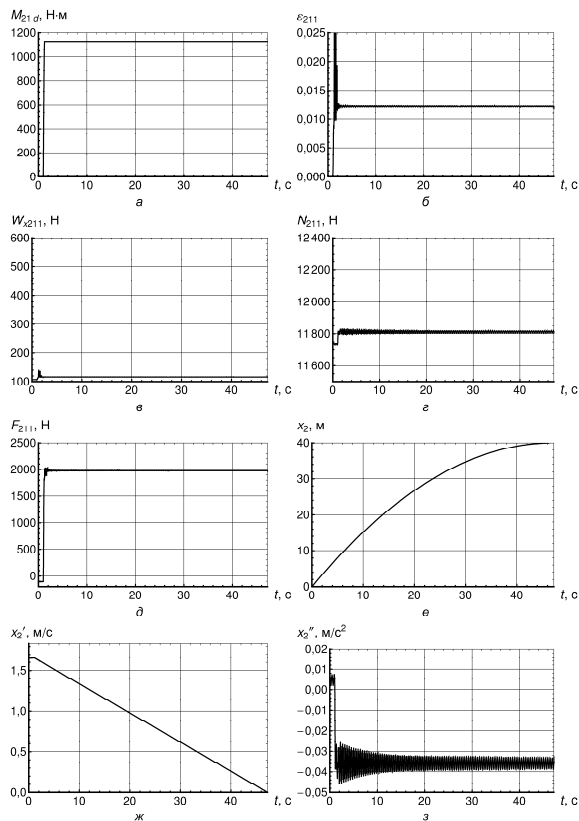 M21 d, Н·м
1200
1000
800
600
400
200
0
0 10 20 30 40 t, с
а
ε211
0,025
0,020
0,015
0,010
0,005
0,000
0 10 20 30 40 t, с
б
Wx211, Н
600
500
400
300
200
100
0 10 20 30 40 t, с
в
N211, Н
12 400
12 200
12 000
11 800
11 600
0 10 20 30 40 t, с
г
F211, Н
2500
2000
1500
1000
500
0
0 10 20 30 40 t, с
д
x2, м
40
30
20
10
0
0 10 20 30 40 t, с
е
x2′, м/с
1,5
1,0
0,5
0,0
0 10 20 30 40 t, с
ж
x2″, м/с2
0,02
0,01
0,00
−0,01
−0,02
−0,03
−0,04
−0,05
0 10 20 30 40 t, с
з